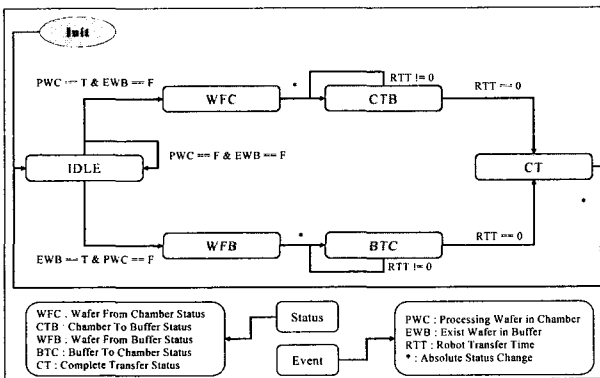 Init
PWC == T & EWB == F
WFC
*
RTT != 0
CTB
RTT == 0
IDLE
PWC == F & EWB == F
CT
*
EWB == T & PWC == F
WFB
*
BTC
RTT != 0
RTT == 0
WFC : Wafer From Chamber Status
CTB : Chamber To Buffer Status
WFB : Wafer From Buffer Status
BTC : Buffer To Chamber Status
CT : Complete Transfer Status
Status
Event
PWC : Processing Wafer in Chamber
EWB : Exist Wafer in Buffer
RTT : Robot Transfer Time
* : Absolute Status Change